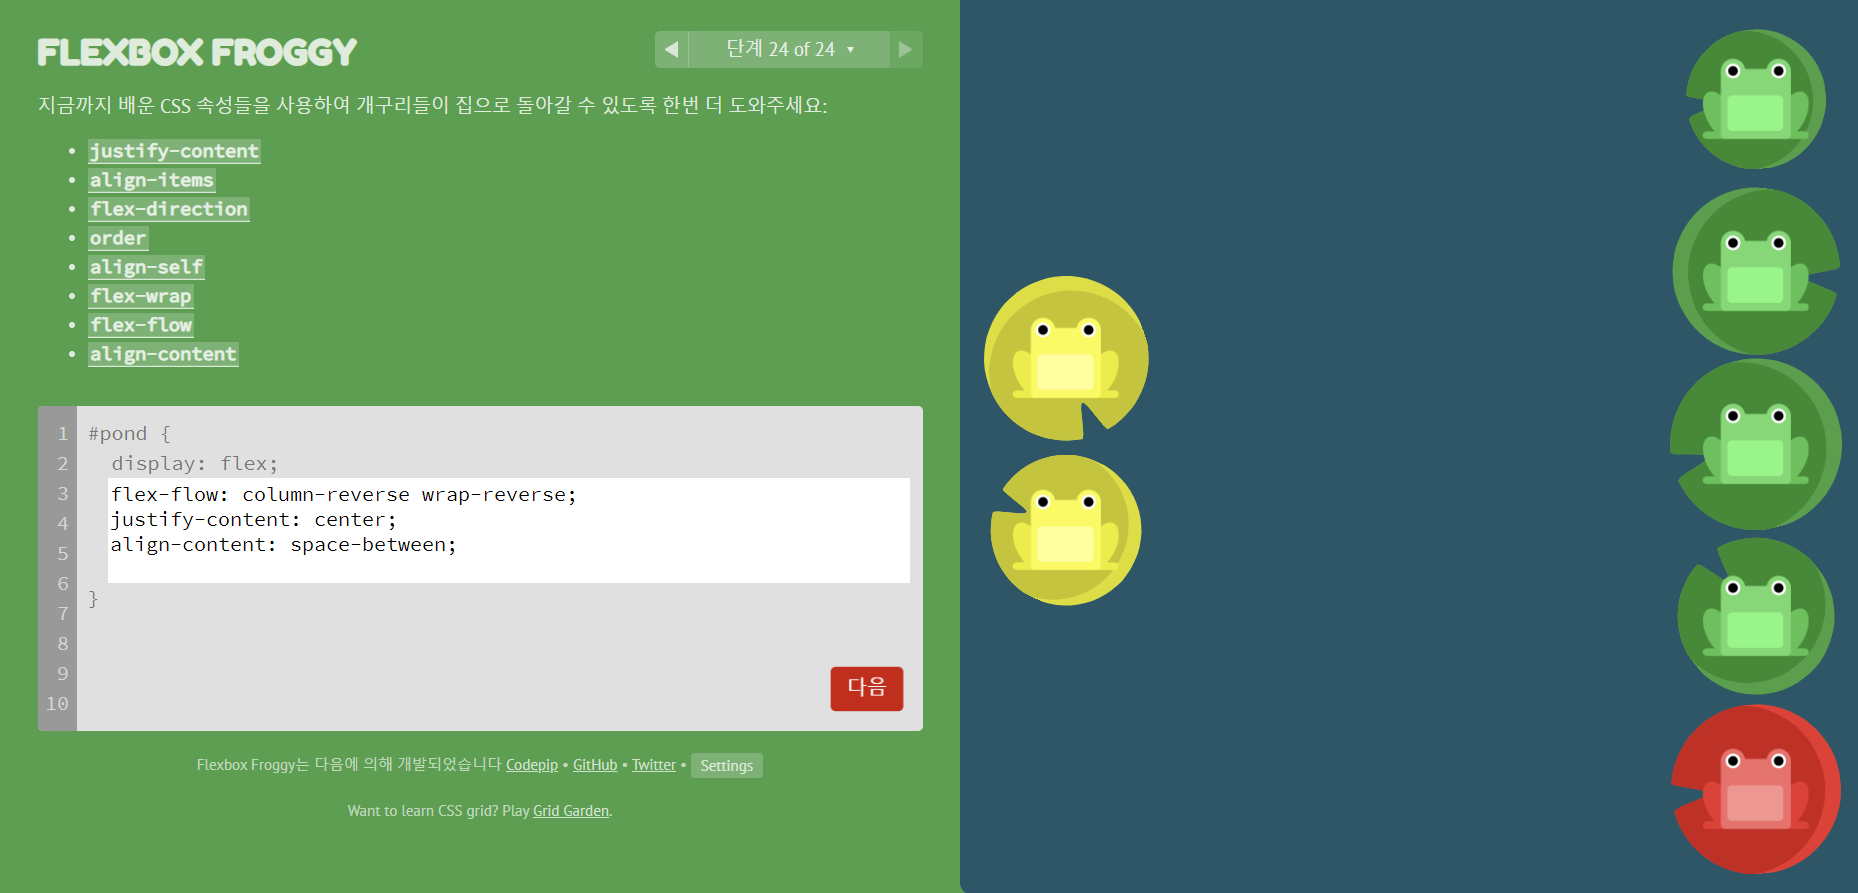 FLEXBOX FROGGY
◀ 단계 24 of 24 ▾ ▶
지금까지 배운 CSS 속성들을 사용하여 개구리들이 집으로 돌아갈 수 있도록 한번 더 도와주세요:
• justify-content
• align-items
• flex-direction
• order
• align-self
• flex-wrap
• flex-flow
• align-content
1 #pond {
2 display: flex;
3 flex-flow: column-reverse wrap-reverse;
4 justify-content: center;
5 align-content: space-between;
6
7 }
8
9
10
다음
Flexbox Froggy는 다음에 의해 개발되었습니다 Codepip • GitHub • Twitter • Settings
Want to learn CSS grid? Play Grid Garden.